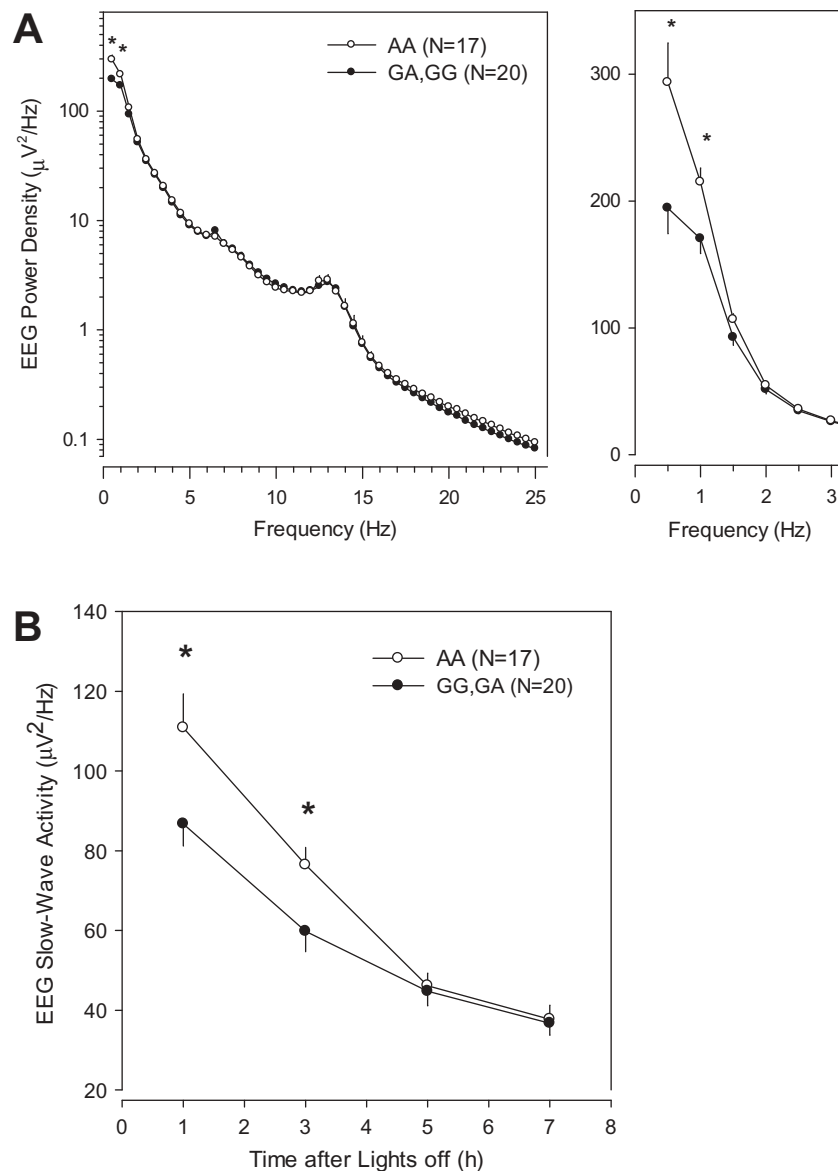 A
* *
AA (N=17)
GA,GG (N=20)
EEG Power Density (μV²/Hz)
100
10
1
0.1
0 5 10 15 20 25
Frequency (Hz)
*
*
300
200
100
0
0 1 2 3
Frequency (Hz)
B
*
*
AA (N=17)
GG,GA (N=20)
EEG Slow-Wave Activity (μV²/Hz)
140
120
100
80
60
40
20
0 1 2 3 4 5 6 7 8
Time after Lights off (h)